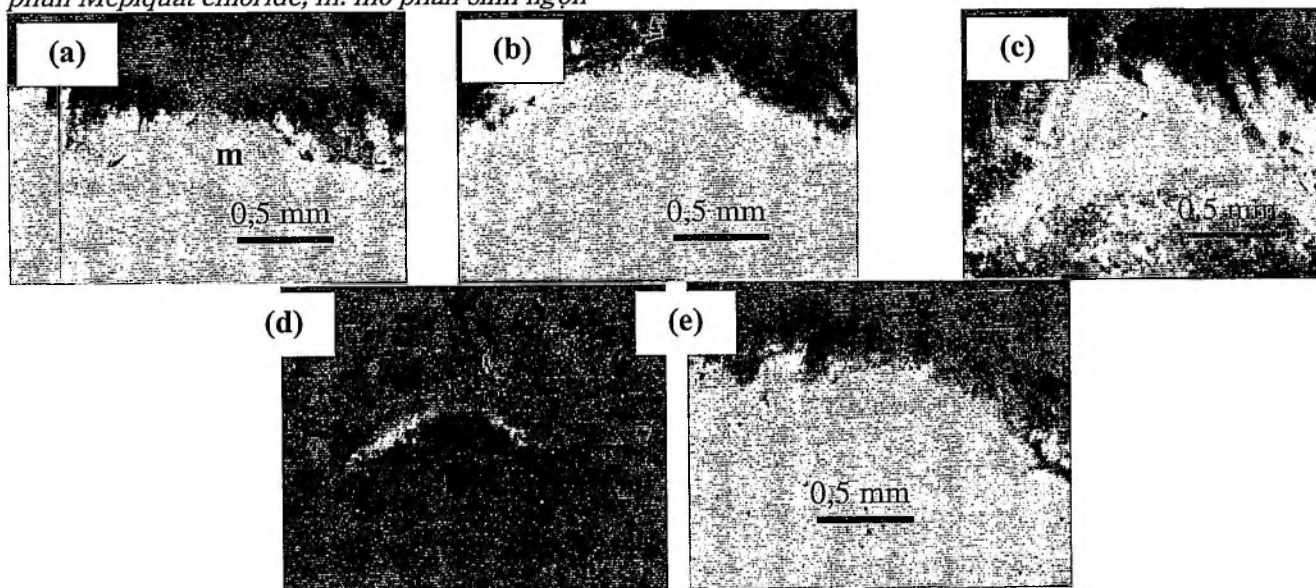 phần Mepiquat chloride, m: mô phân sinh ngọn
(a) (b) (c)
m
0,5 mm 0,5 mm 0,5 mm
(d) (e)
0,5 mm